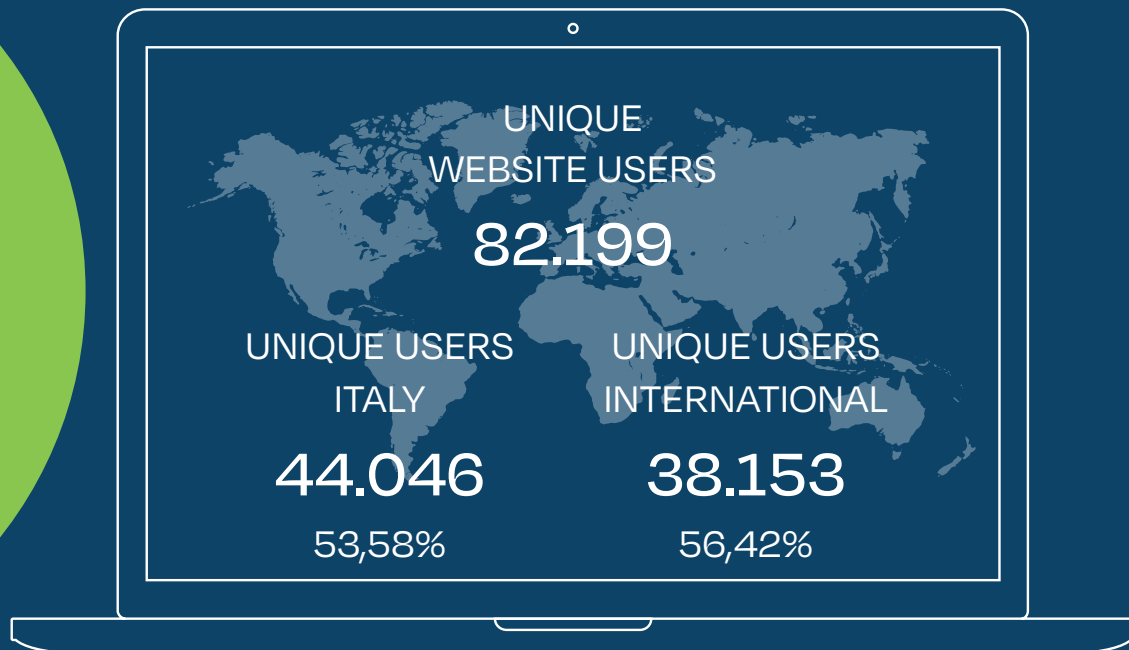 UNIQUE
WEBSITE USERS
82.199
UNIQUE USERS
ITALY
44.046
53,58%
UNIQUE USERS
INTERNATIONAL
38.153
56,42%